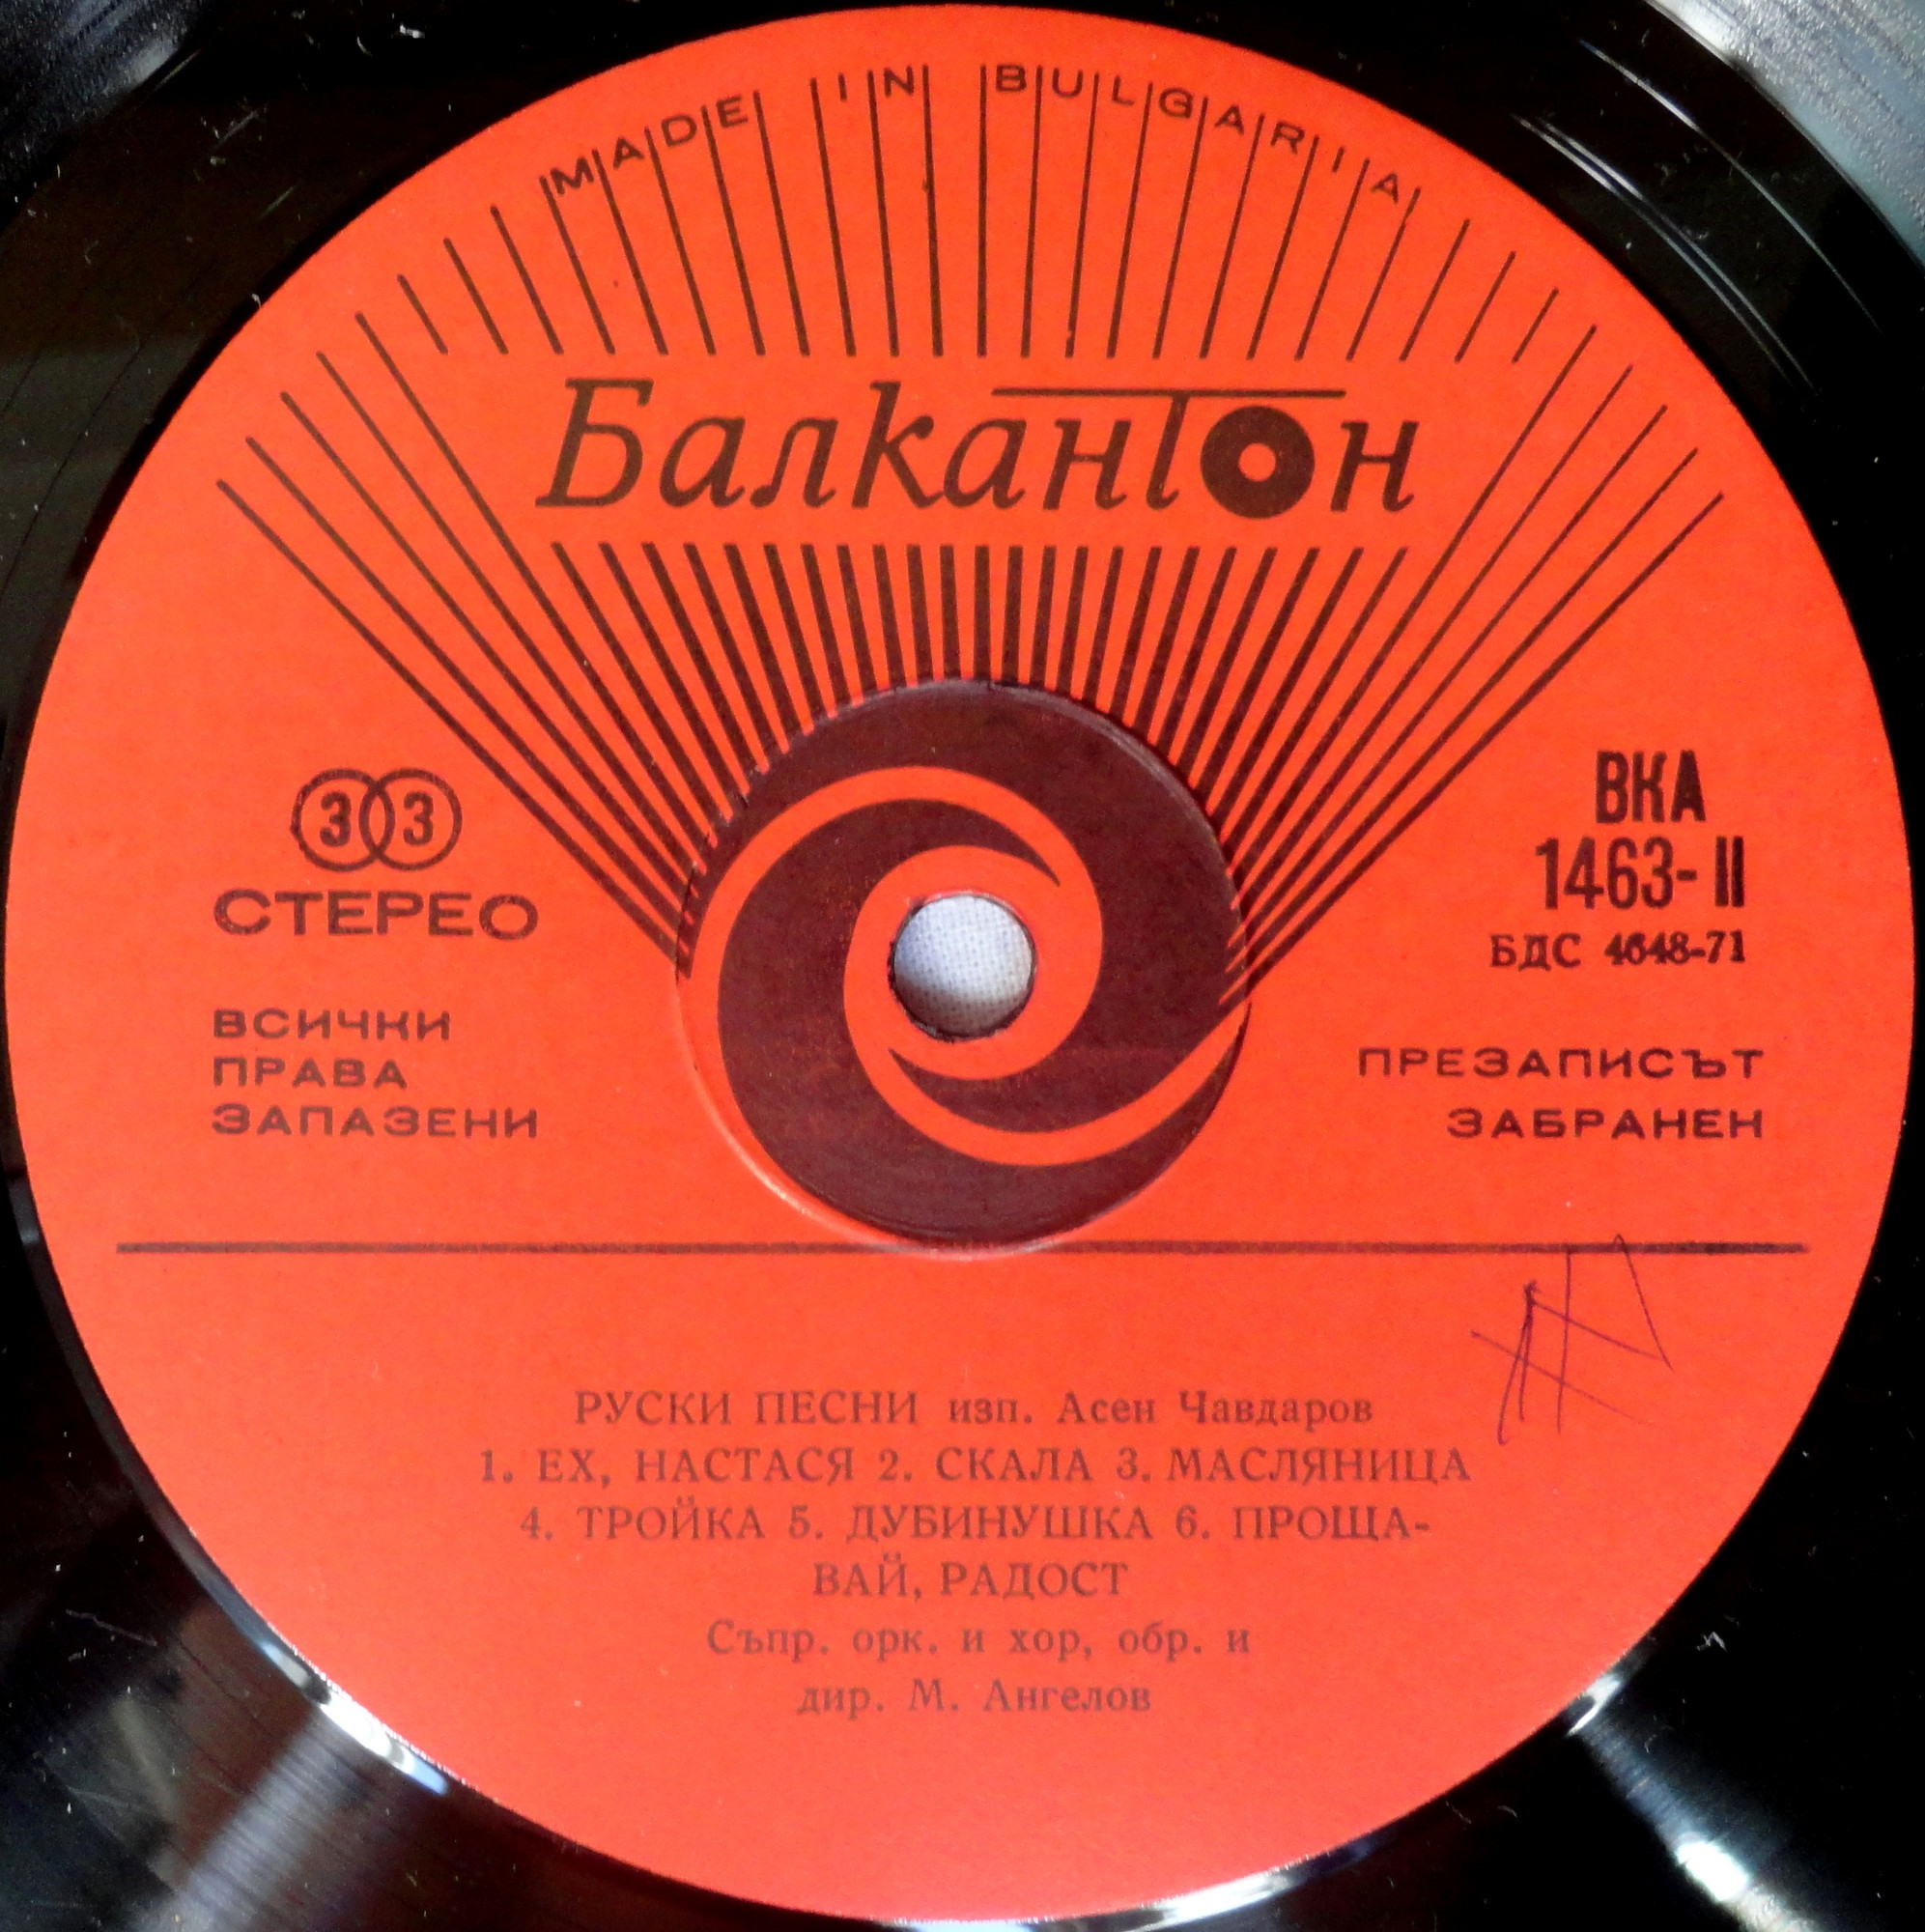 MADE IN BULGARIA
Балкантон
33
СТЕРЕО
ВСИЧКИ
ПРАВА
ЗАПАЗЕНИ
ВКА
1463-II
БДС 4648-71
ПРЕЗАПИСЪТ
ЗАБРАНЕН
РУСКИ ПЕСНИ изп. Асен Чавдаров
1. ЕХ, НАСТАСЯ 2. СКАЛА 3. МАСЛЯНИЦА
4. ТРОЙКА 5. ДУБИНУШКА 6. ПРОЩА-
ВАЙ, РАДОСТ
Съпр. орк. и хор, обр. и
дир. М. Ангелов